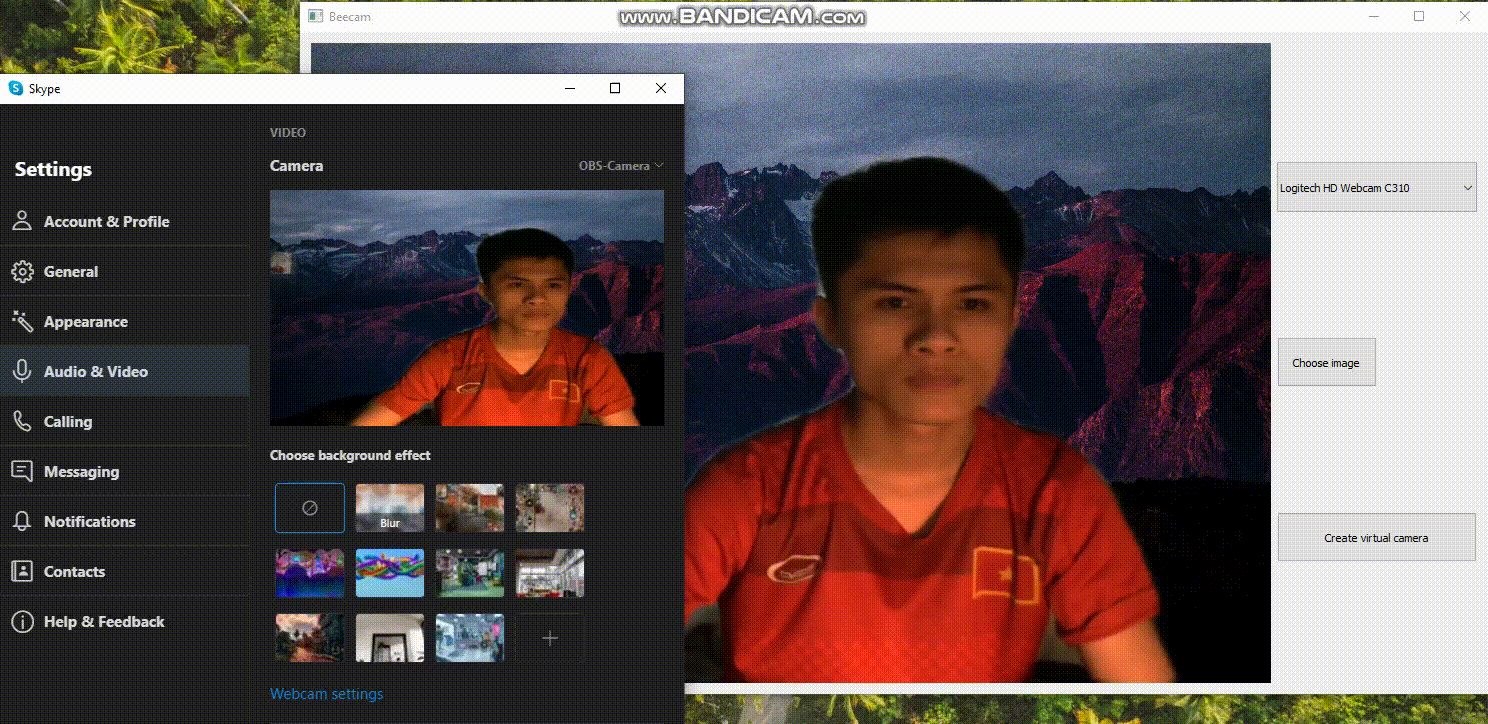 Beecam
www.BANDICAM.com
Skype
VIDEO
Settings
Camera
OBS-Camera
Logitech HD Webcam C310
Account & Profile
General
Appearance
Choose image
Audio & Video
Calling
Choose background effect
Messaging
Blur
Notifications
Create virtual camera
Contacts
Help & Feedback
Webcam settings